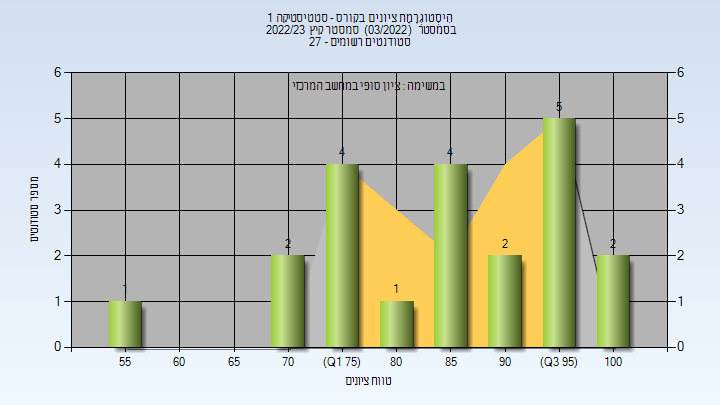 הִיסְטוֹגְרָמַת ציונים בקורס - סטטיסטיקה 1
בסמסטר (03/2022) סמסטר קיץ 2022/23
סטודנטים רשומים - 27
במשימה : ציון סופי במחשב המרכזי
6 6
5 5 5
4 4 4 4
3 3
2 2 2 2 2
1 1 1 1
0 0
מספר סטודנטים
55 60 65 70 (Q1 75) 80 85 90 (Q3 95) 100
טווח ציונים